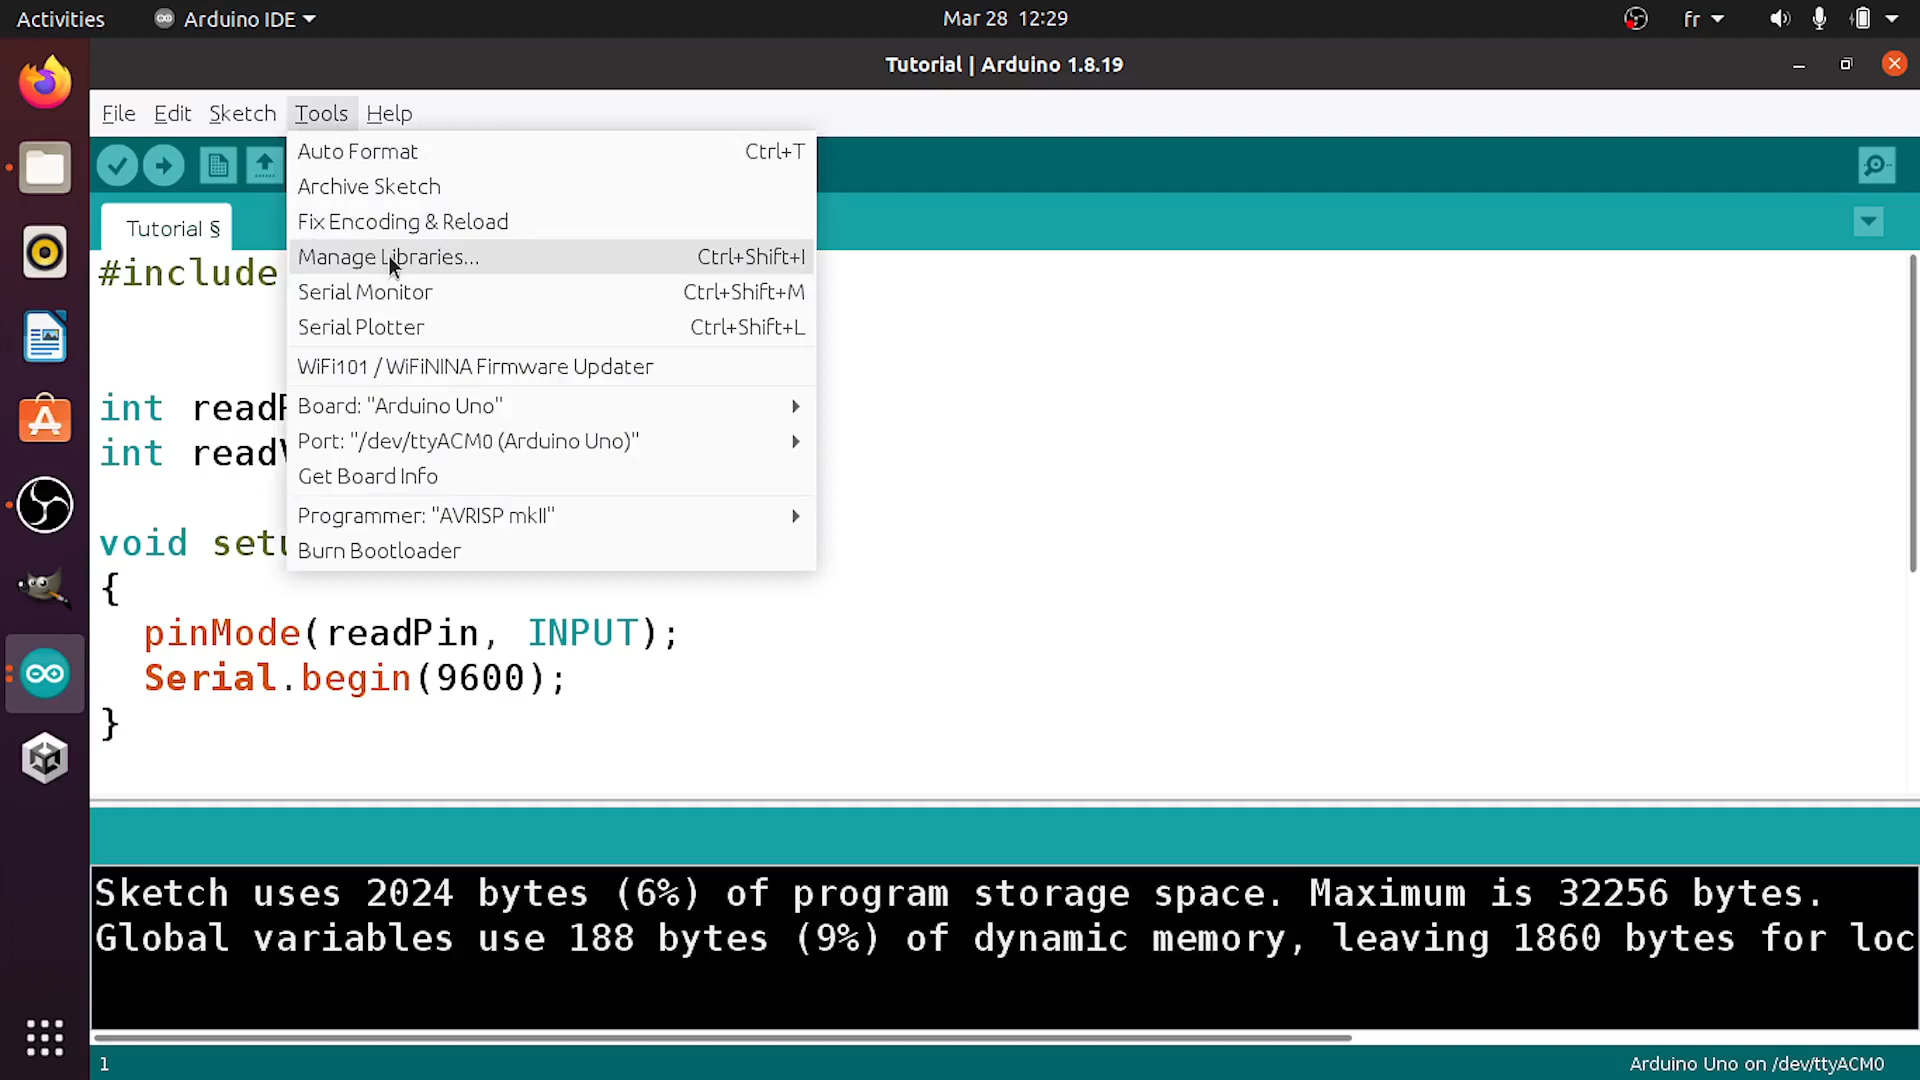 Activities Arduino IDE Mar 28 12:29 fr
Tutorial | Arduino 1.8.19
File Edit Sketch Tools Help
Auto Format Ctrl+T
Archive Sketch
Fix Encoding & Reload
Tutorial §
Manage Libraries... Ctrl+Shift+I
#include
Serial Monitor Ctrl+Shift+M
Serial Plotter Ctrl+Shift+L
WiFi101 / WiFiNINA Firmware Updater
Board: "Arduino Uno"
int readP
Port: "/dev/ttyACM0 (Arduino Uno)"
int readV
Get Board Info
Programmer: "AVRISP mkII"
void setu
Burn Bootloader
{
pinMode(readPin, INPUT);
Serial.begin(9600);
}
Sketch uses 2024 bytes (6%) of program storage space. Maximum is 32256 bytes.
Global variables use 188 bytes (9%) of dynamic memory, leaving 1860 bytes for loc
1 Arduino Uno on /dev/ttyACM0